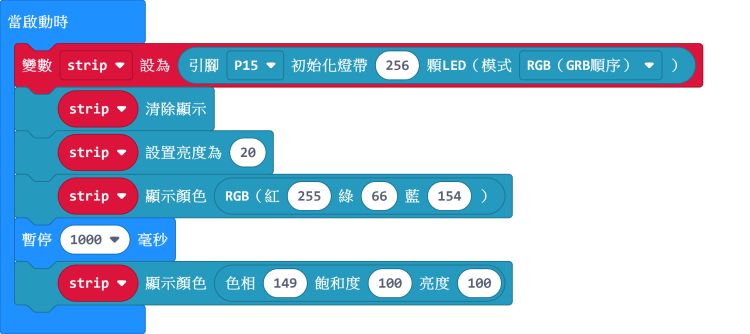 當啟動時
變數 strip 設為 引腳 P15 初始化燈帶 256 顆LED（模式 RGB（GRB順序） ）
strip 清除顯示
strip 設置亮度為 20
strip 顯示顏色 RGB（紅 255 綠 66 藍 154 ）
暫停 1000 毫秒
strip 顯示顏色 色相 149 飽和度 100 亮度 100